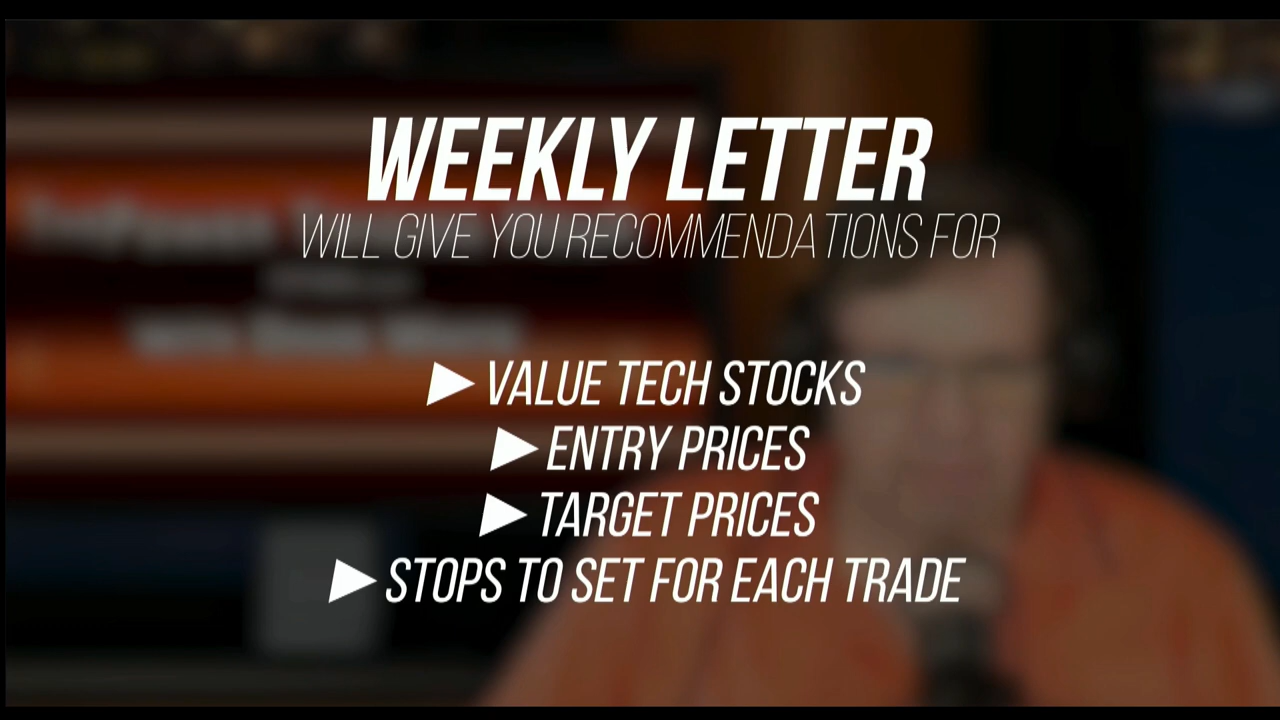 WEEKLY LETTER
WILL GIVE YOU RECOMMENDATIONS FOR
▶ VALUE TECH STOCKS
▶ ENTRY PRICES
▶ TARGET PRICES
▶ STOPS TO SET FOR EACH TRADE